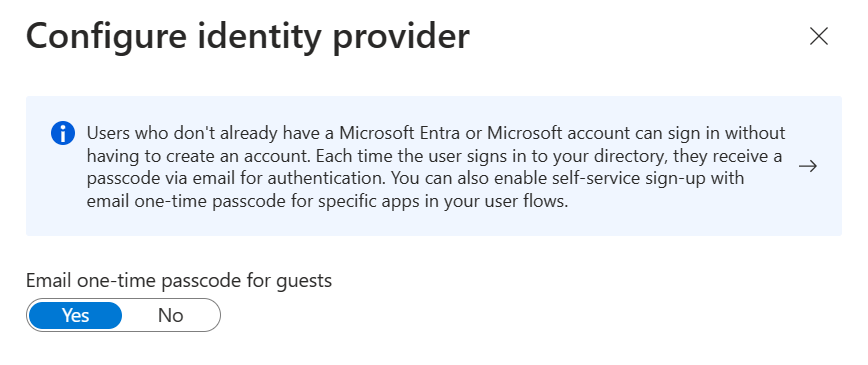 Configure identity provider
Users who don't already have a Microsoft Entra or Microsoft account can sign in without
having to create an account. Each time the user signs in to your directory, they receive a
passcode via email for authentication. You can also enable self-service sign-up with
email one-time passcode for specific apps in your user flows.
Email one-time passcode for guests
Yes No